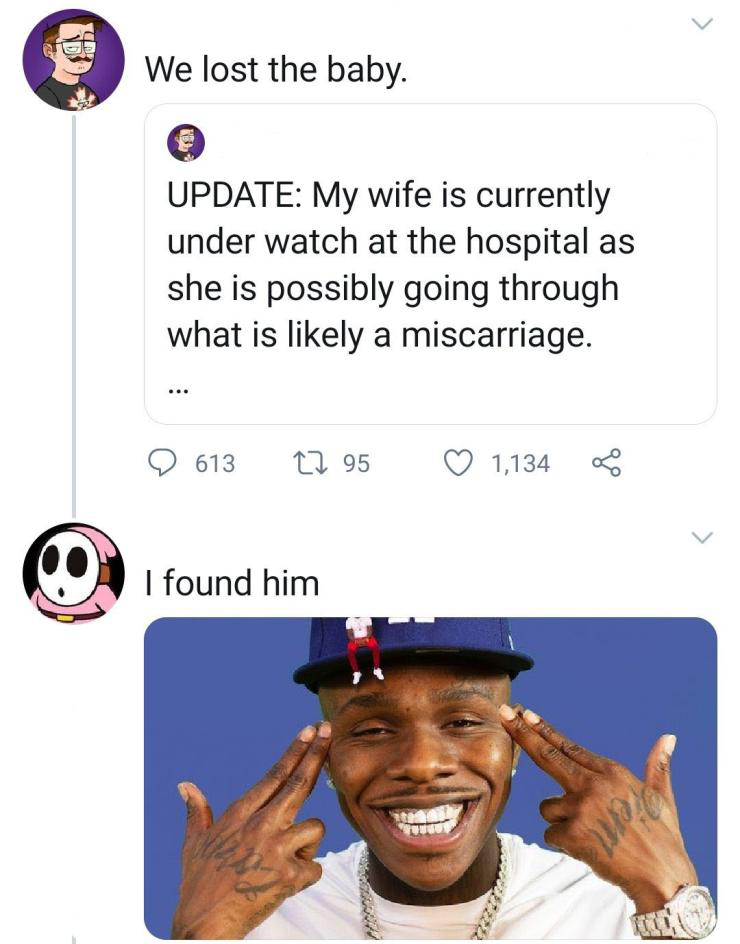 We lost the baby.
UPDATE: My wife is currently
under watch at the hospital as
she is possibly going through
what is likely a miscarriage.
...
613 95 1,134
I found him